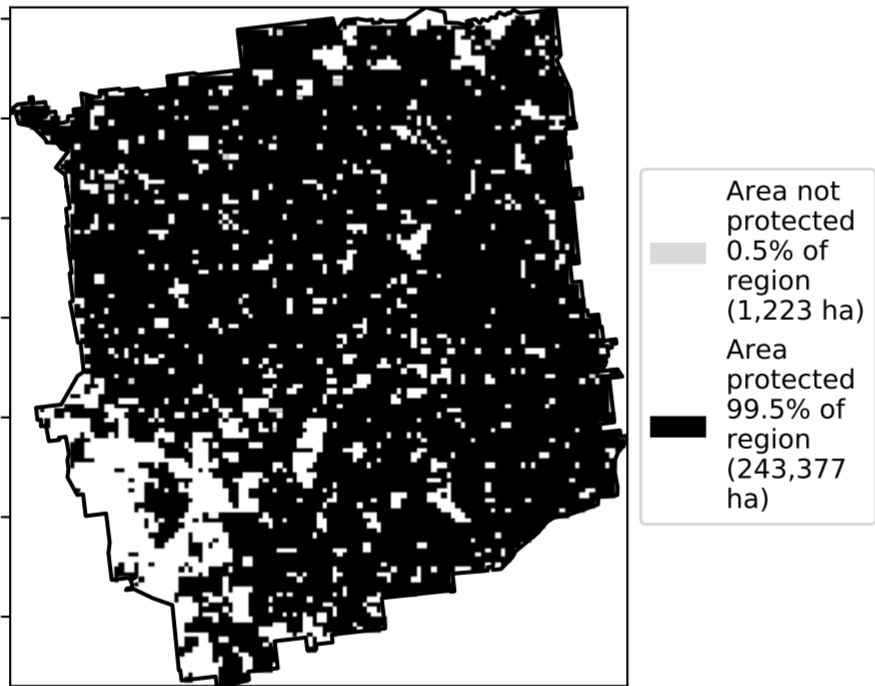 Area not
protected
0.5% of
region
(1,223 ha)
Area
protected
99.5% of
region
(243,377
ha)